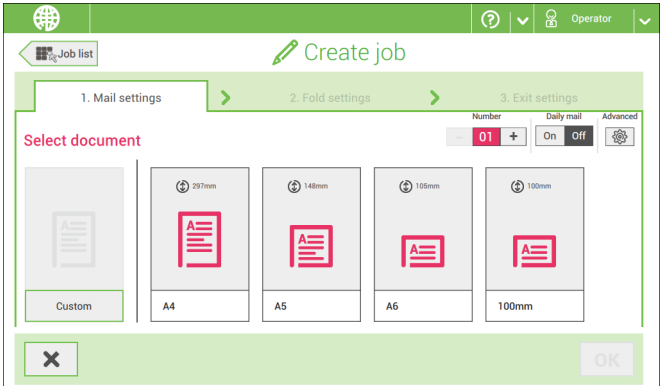 Operator
Job list
Create job
1. Mail settings
2. Fold settings
3. Exit settings
Select document
Number
01
+
Daily mail
On Off
Advanced
297mm
148mm
105mm
100mm
Custom
A4
A5
A6
100mm
OK